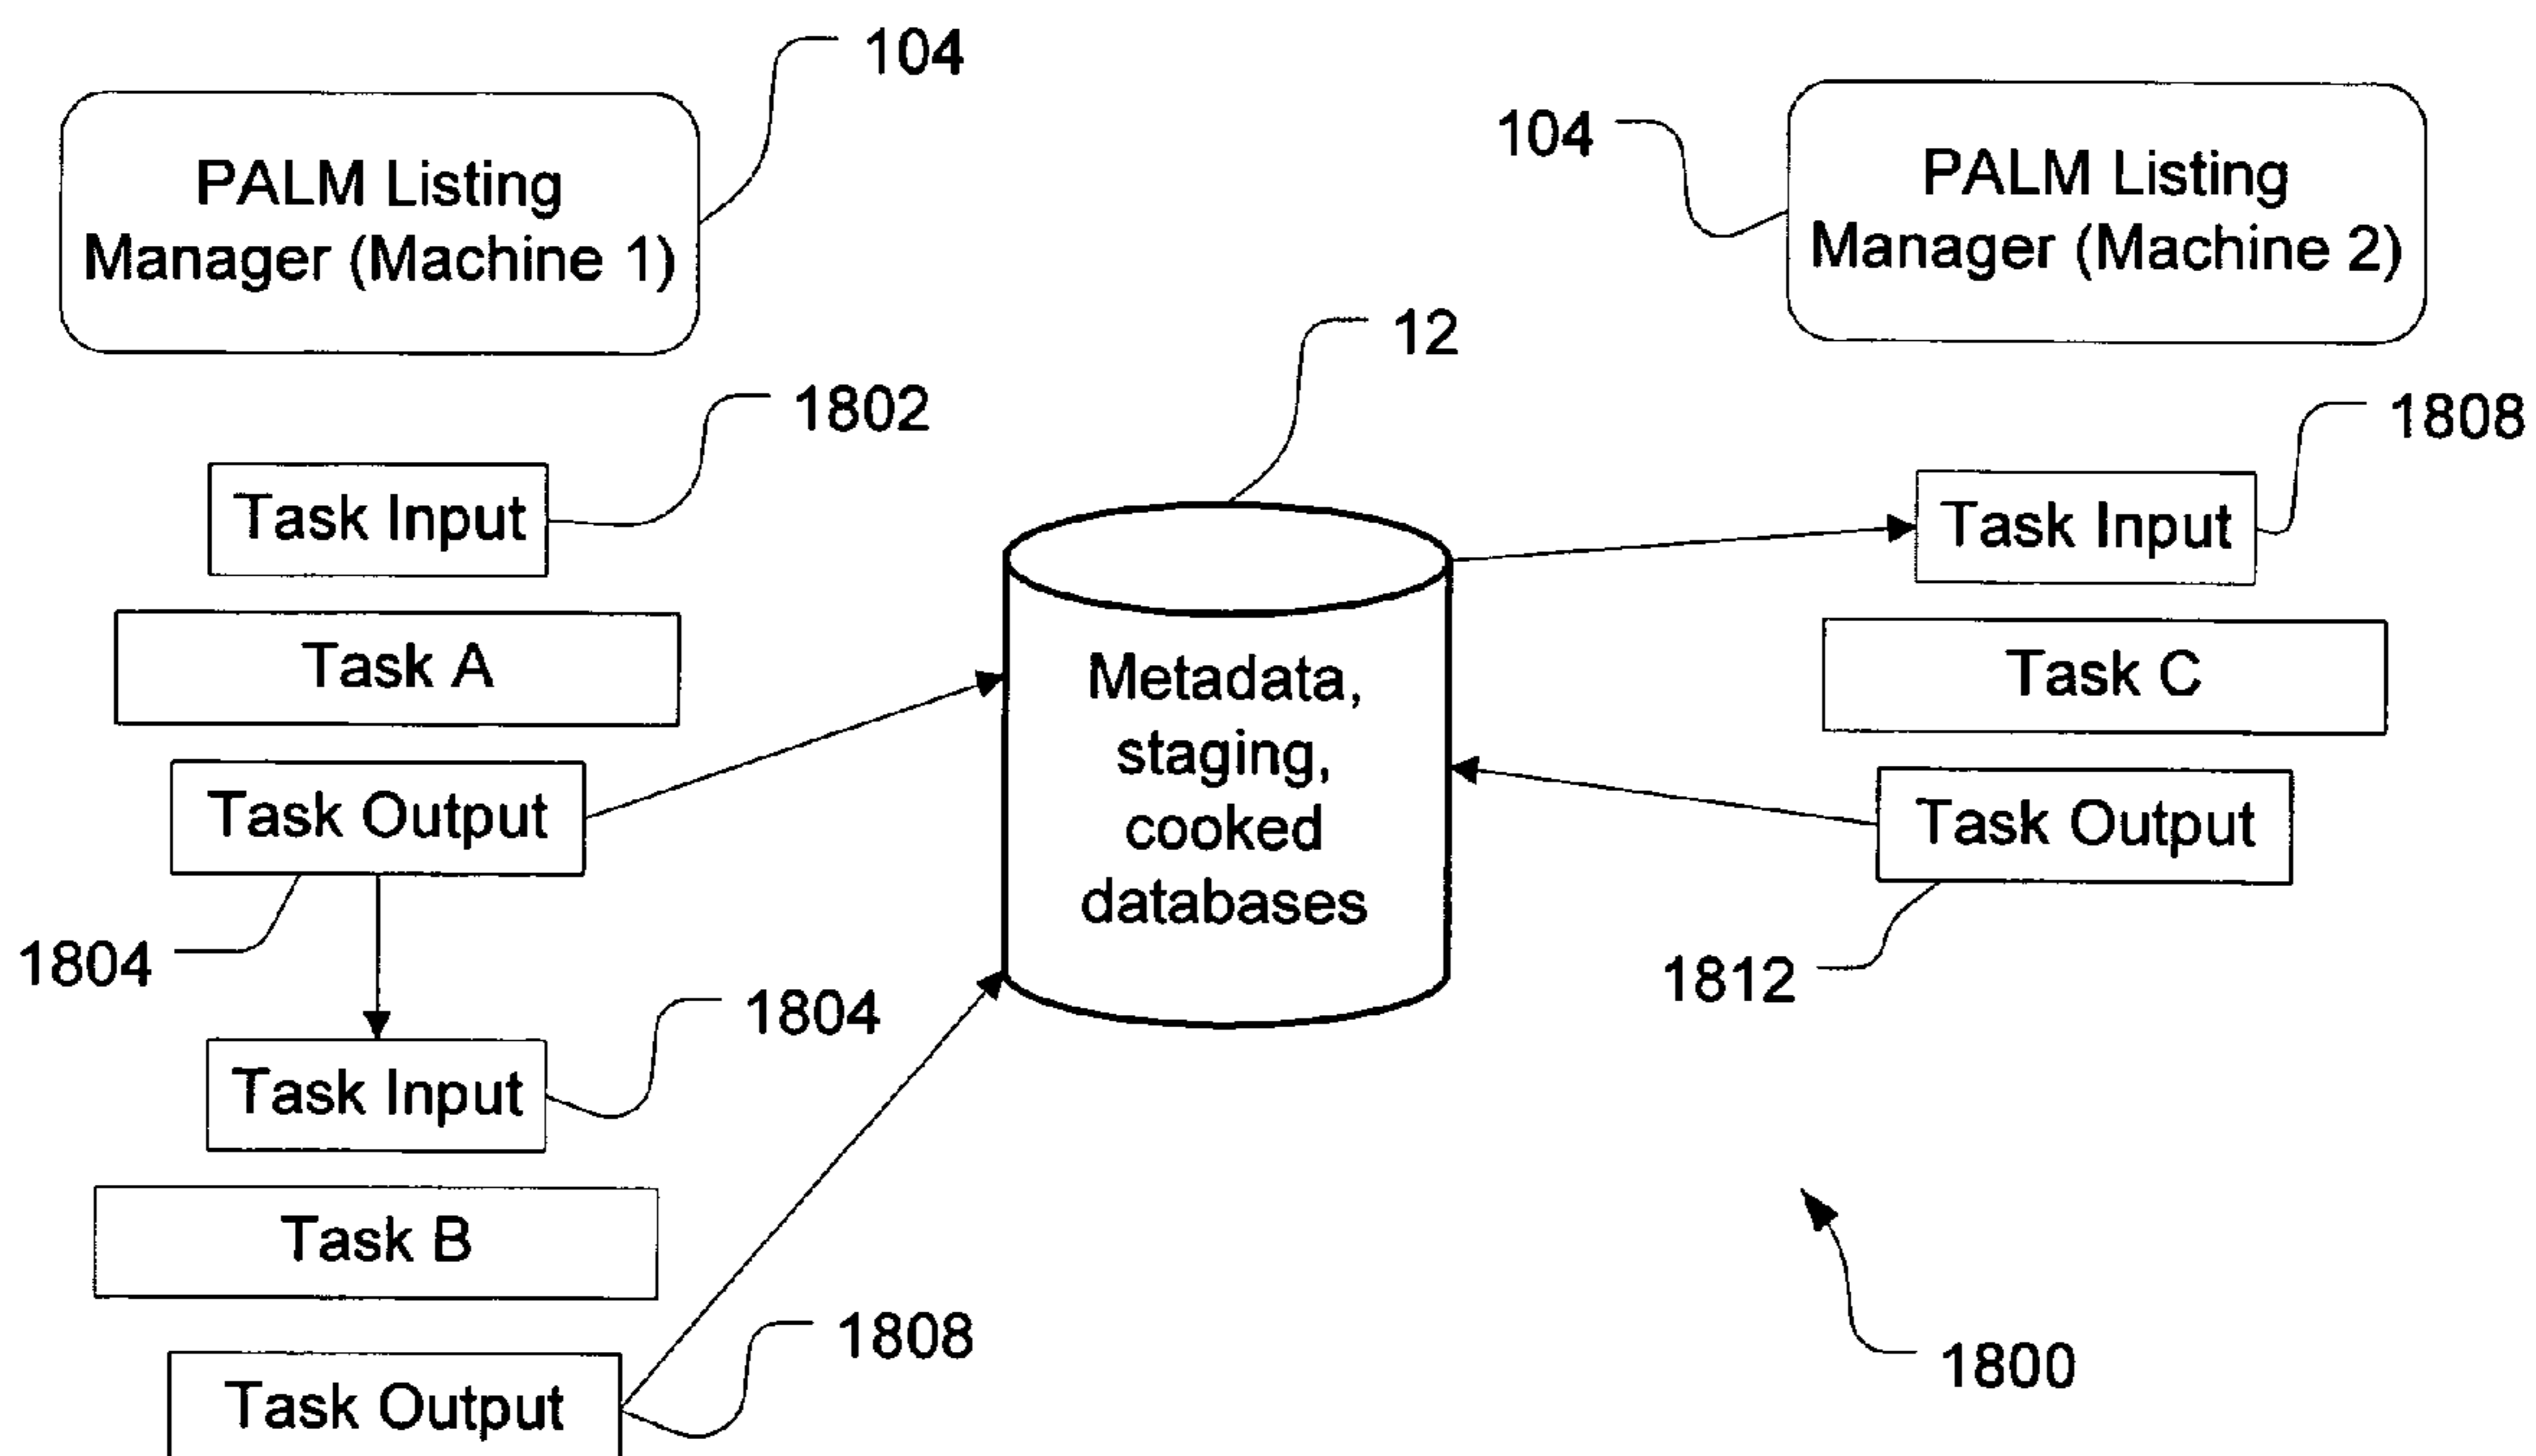 104
PALM Listing
Manager (Machine 1)
104
PALM Listing
Manager (Machine 2)
12
1802
Task Input
1808
Task Input
Task A
Task C
Metadata,
staging,
cooked
databases
Task Output
Task Output
1804
1812
1804
Task Input
Task B
1808
Task Output
1800